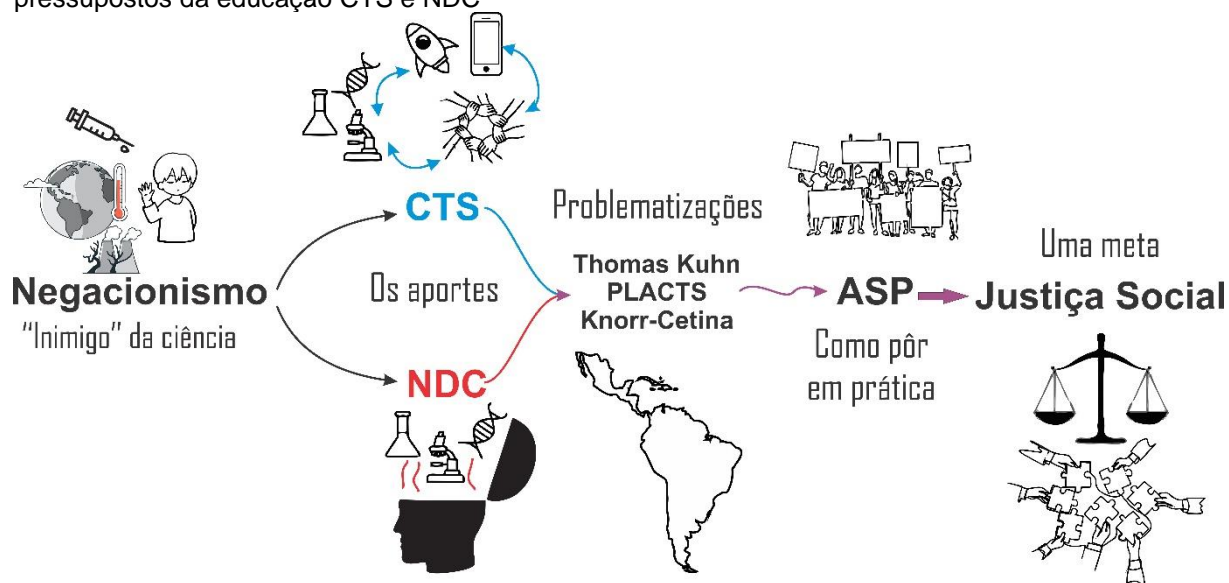 pressupostos da educação CTS e NDC
CTS
Problematizações
Uma meta
Negacionismo
"Inimigo" da ciência
Os aportes
Thomas Kuhn
PLACTS
Knorr-Cetina
ASP
Justiça Social
Como pôr
em prática
NDC